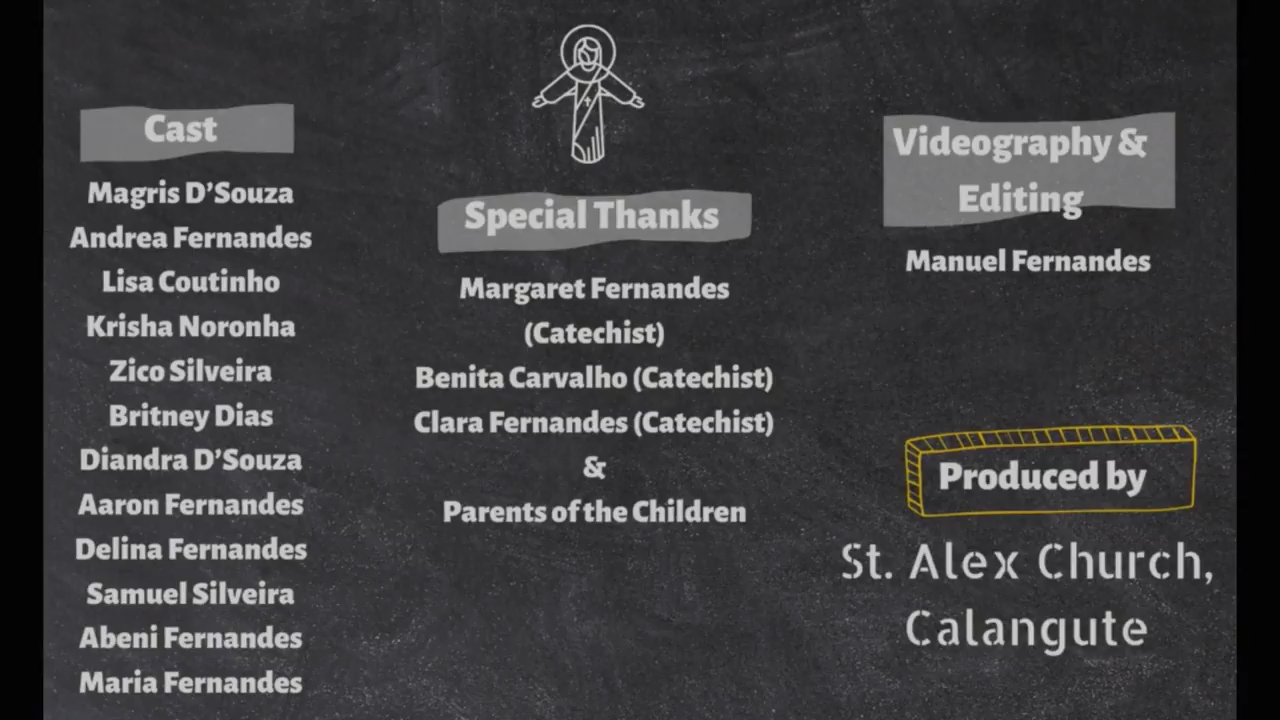 Cast
Magris D'Souza
Andrea Fernandes
Lisa Coutinho
Krisha Noronha
Zico Silveira
Britney Dias
Diandra D'Souza
Aaron Fernandes
Delina Fernandes
Samuel Silveira
Abeni Fernandes
Maria Fernandes
Special Thanks
Margaret Fernandes
(Catechist)
Benita Carvalho (Catechist)
Clara Fernandes (Catechist)
&
Parents of the Children
Videography &
Editing
Manuel Fernandes
Produced by
St. Alex Church,
Calangute